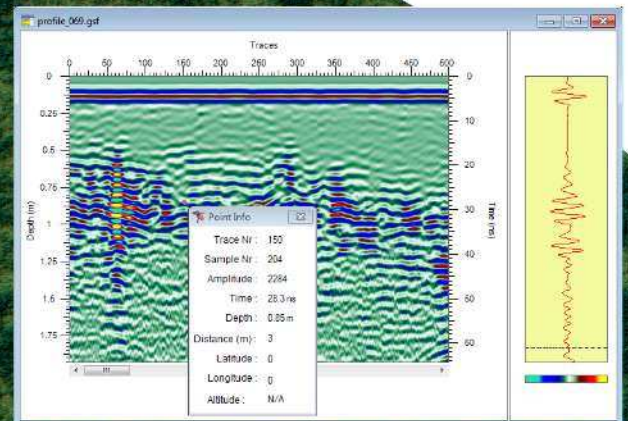 profile_069.gsf
Traces
0 50 100 150 200 250 300 350 400 450 500
0
0.25
0.5
0.75
1
1.25
1.5
1.75
Depth (m)
0
10
20
30
40
50
60
Time (ns)
Point Info
Trace Nr : 150
Sample Nr : 204
Amplitude : 2284
Time : 28.3 ns
Depth : 0.85 m
Distance (m): 3
Latitude : 0
Longitude : 0
Altitude : N/A